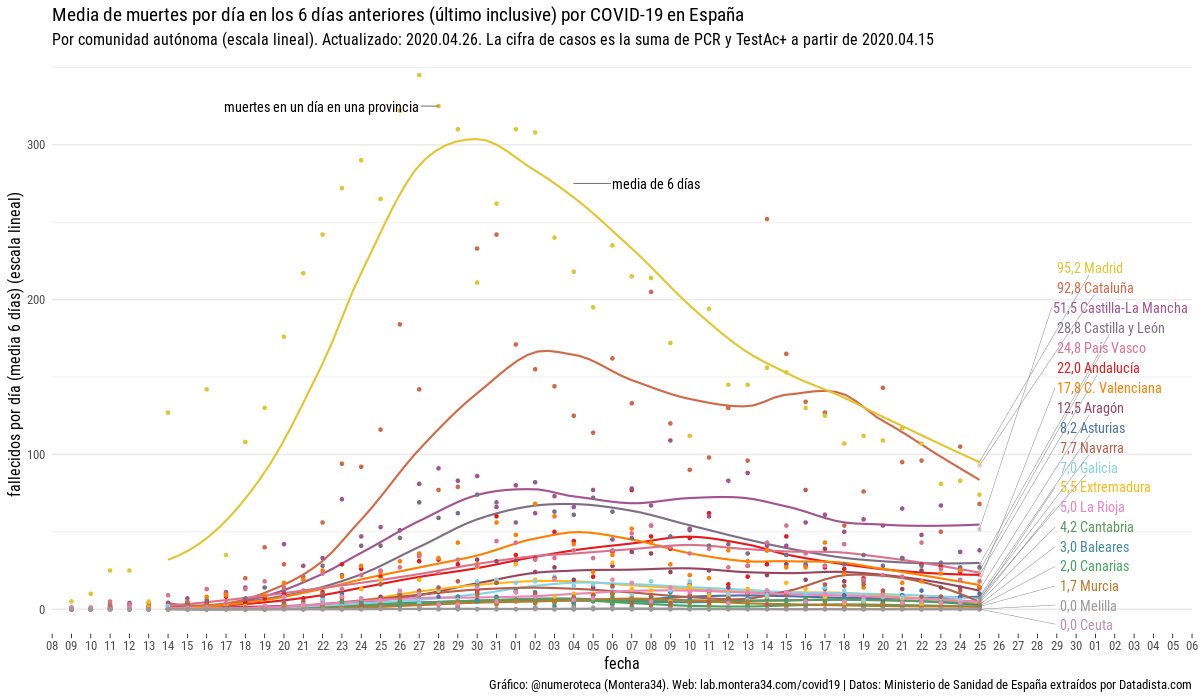 Media de muertes por día en los 6 días anteriores (último inclusive) por COVID-19 en España
Por comunidad autónoma (escala lineal). Actualizado: 2020.04.26. La cifra de casos es la suma de PCR y TestAc+ a partir de 2020.04.15
fallecidos por día (media 6 días) (escala lineal)
300
200
100
0
muertes en un día en una provincia
media de 6 días
95,2 Madrid
92,8 Cataluña
51,5 Castilla-La Mancha
28,8 Castilla y León
24,8 País Vasco
22,0 Andalucía
17,8 C. Valenciana
12,5 Aragón
8,2 Asturias
7,7 Navarra
7,0 Galicia
5,5 Extremadura
5,0 La Rioja
4,2 Cantabria
3,0 Baleares
2,0 Canarias
1,7 Murcia
0,0 Melilla
0,0 Ceuta
08 09 10 11 12 13 14 15 16 17 18 19 20 21 22 23 24 25 26 27 28 29 30 31 01 02 03 04 05 06 07 08 09 10 11 12 13 14 15 16 17 18 19 20 21 22 23 24 25 26 27 28 29 30 01 02 03 04 05 06
fecha
Gráfico: @numeroteca (Montera34). Web: lab.montera34.com/covid19 | Datos: Ministerio de Sanidad de España extraídos por Datadista.com